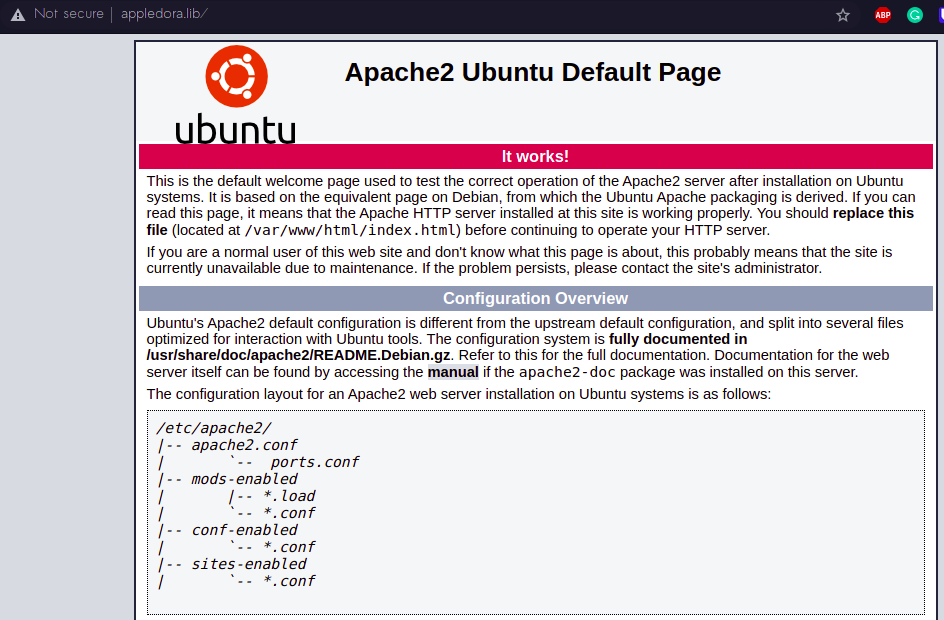 Not secure | appledora.lib/
ABP
Apache2 Ubuntu Default Page
ubuntu
It works!
This is the default welcome page used to test the correct operation of the Apache2 server after installation on Ubuntu
systems. It is based on the equivalent page on Debian, from which the Ubuntu Apache packaging is derived. If you can
read this page, it means that the Apache HTTP server installed at this site is working properly. You should replace this
file (located at /var/www/html/index.html) before continuing to operate your HTTP server.
If you are a normal user of this web site and don't know what this page is about, this probably means that the site is
currently unavailable due to maintenance. If the problem persists, please contact the site's administrator.
Configuration Overview
Ubuntu's Apache2 default configuration is different from the upstream default configuration, and split into several files
optimized for interaction with Ubuntu tools. The configuration system is fully documented in
/usr/share/doc/apache2/README.Debian.gz. Refer to this for the full documentation. Documentation for the web
server itself can be found by accessing the manual if the apache2-doc package was installed on this server.
The configuration layout for an Apache2 web server installation on Ubuntu systems is as follows:
/etc/apache2/
|-- apache2.conf
|       `--  ports.conf
|-- mods-enabled
|       |-- *.load
|       `-- *.conf
|-- conf-enabled
|       `-- *.conf
|-- sites-enabled
|       `-- *.conf